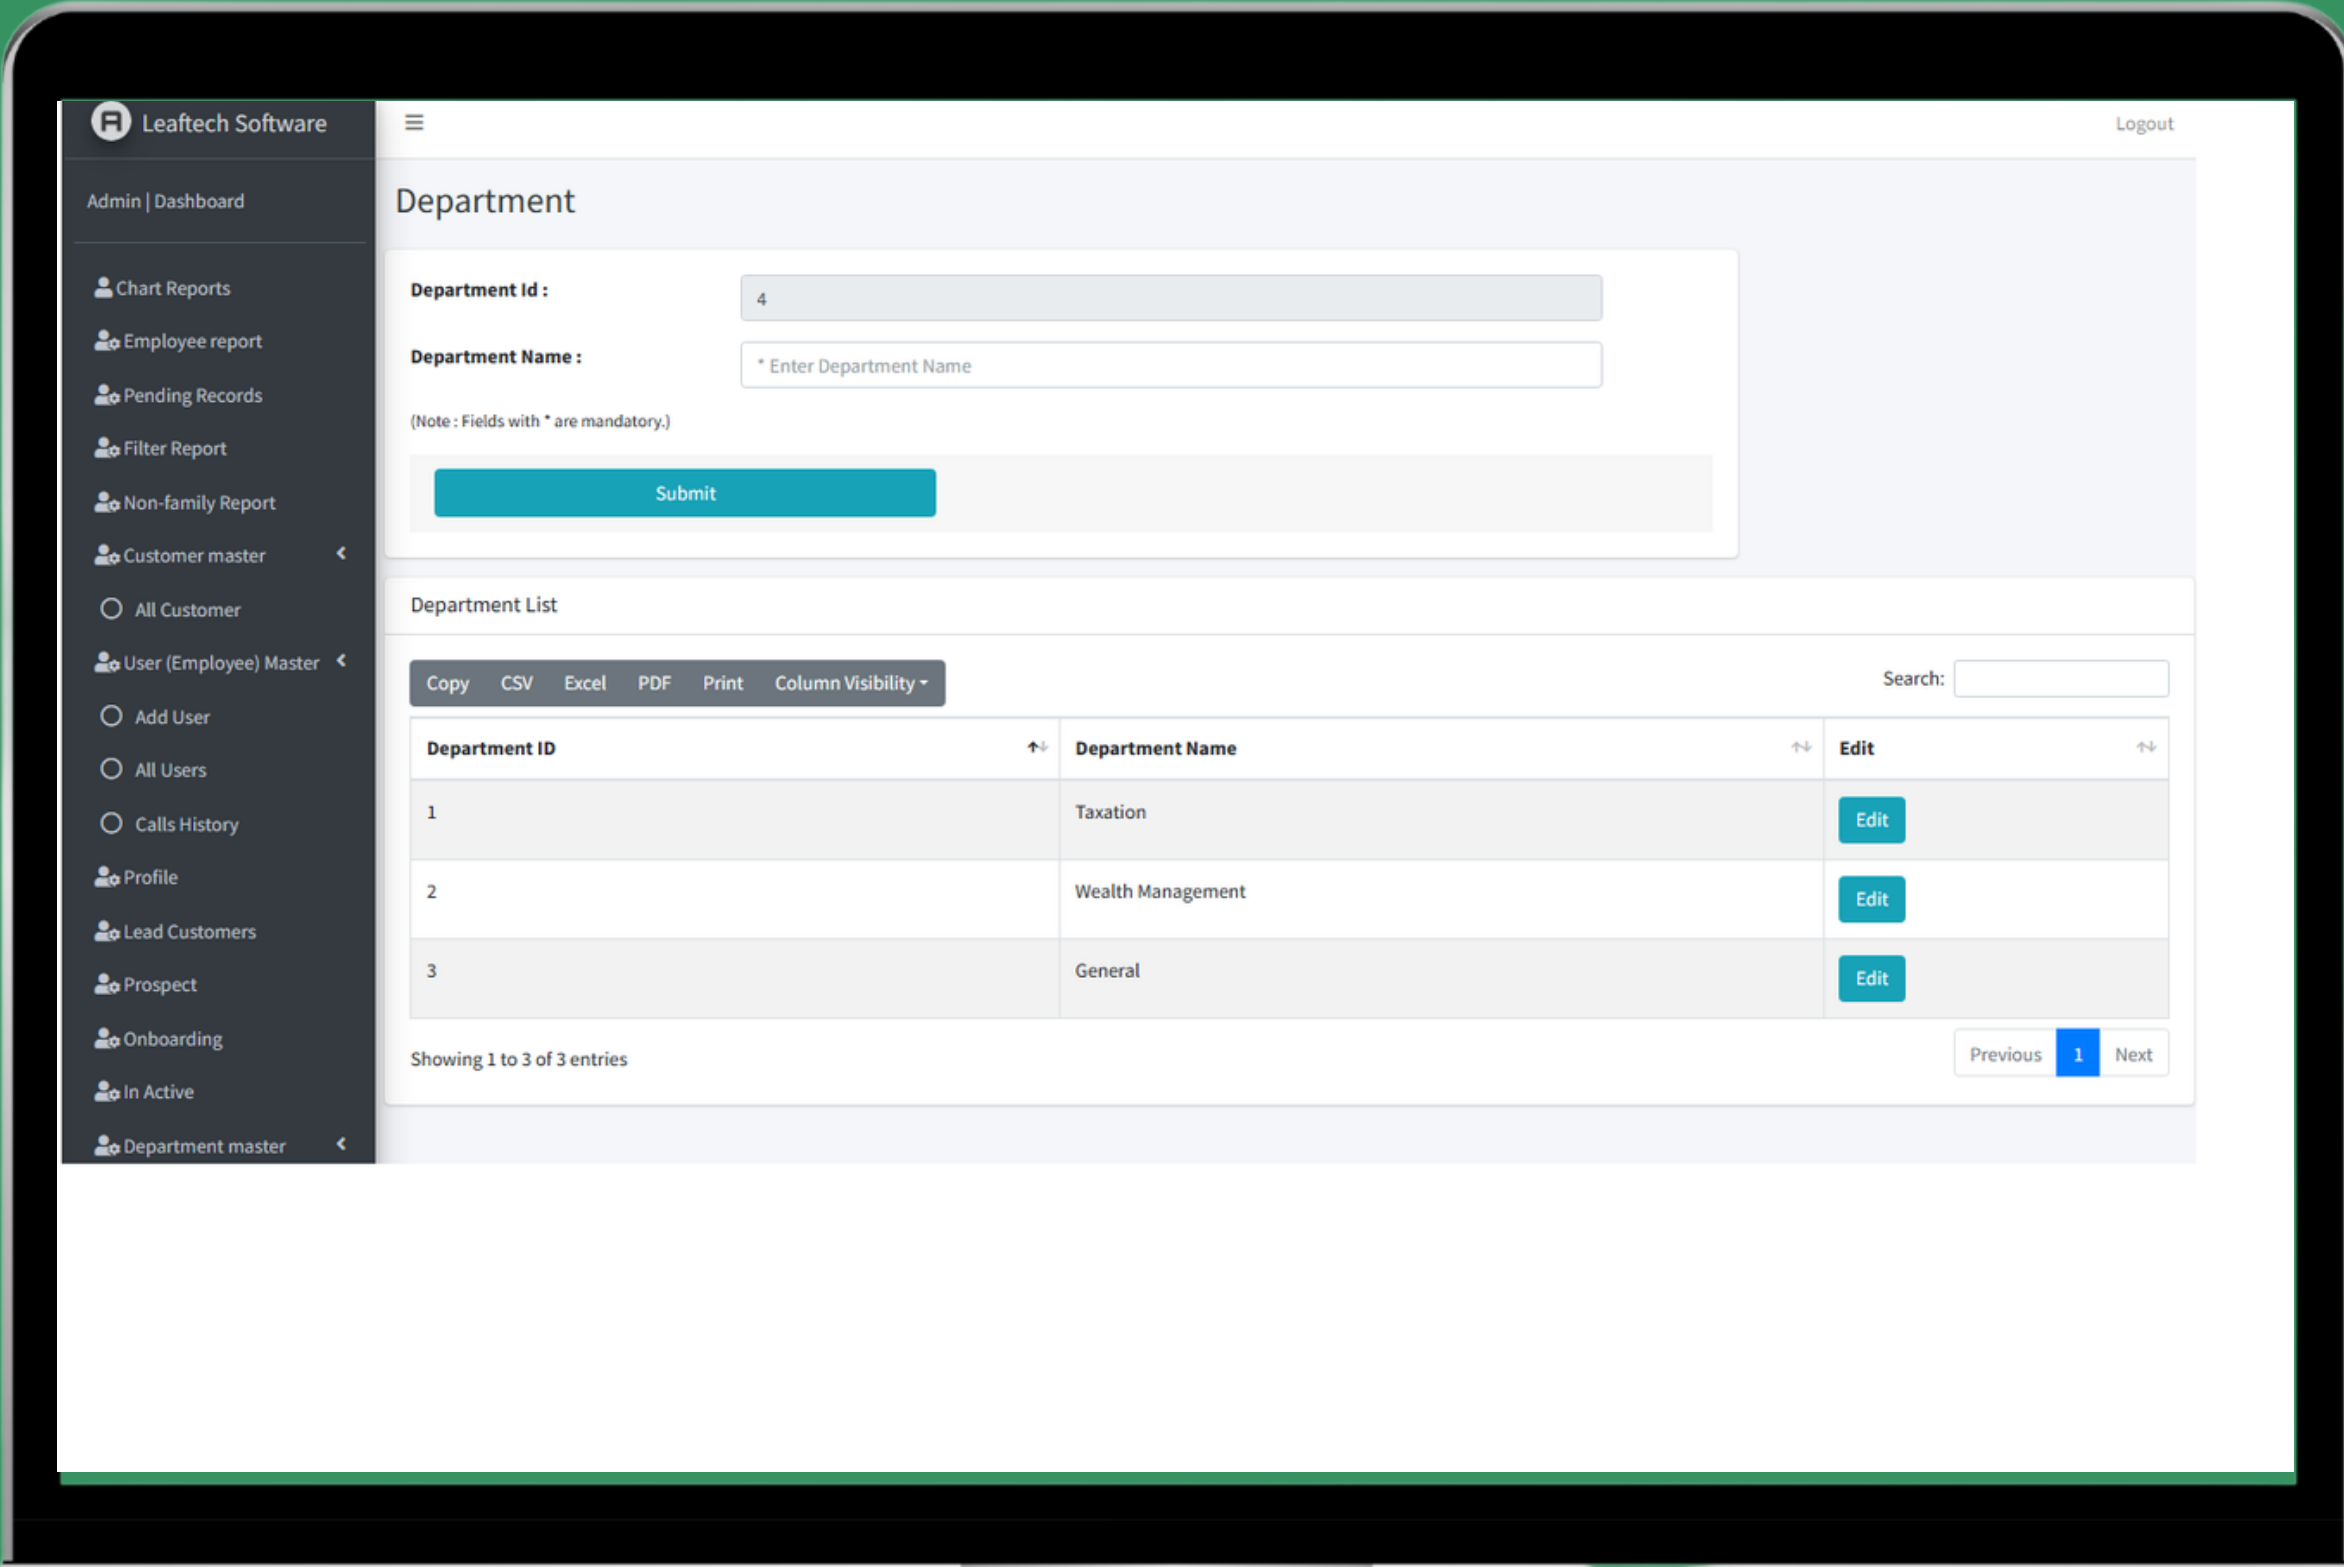 Leaftech Software
Logout
Admin | Dashboard
Chart Reports
Employee report
Pending Records
Filter Report
Non-family Report
Customer master
All Customer
User (Employee) Master
Add User
All Users
Calls History
Profile
Lead Customers
Prospect
Onboarding
In Active
Department master
Department
Department Id : 4
Department Name : * Enter Department Name
(Note : Fields with * are mandatory.)
Submit
Department List
Copy CSV Excel PDF Print Column Visibility
Search:
Department ID Department Name Edit
1 Taxation Edit
2 Wealth Management Edit
3 General Edit
Showing 1 to 3 of 3 entries
Previous 1 Next